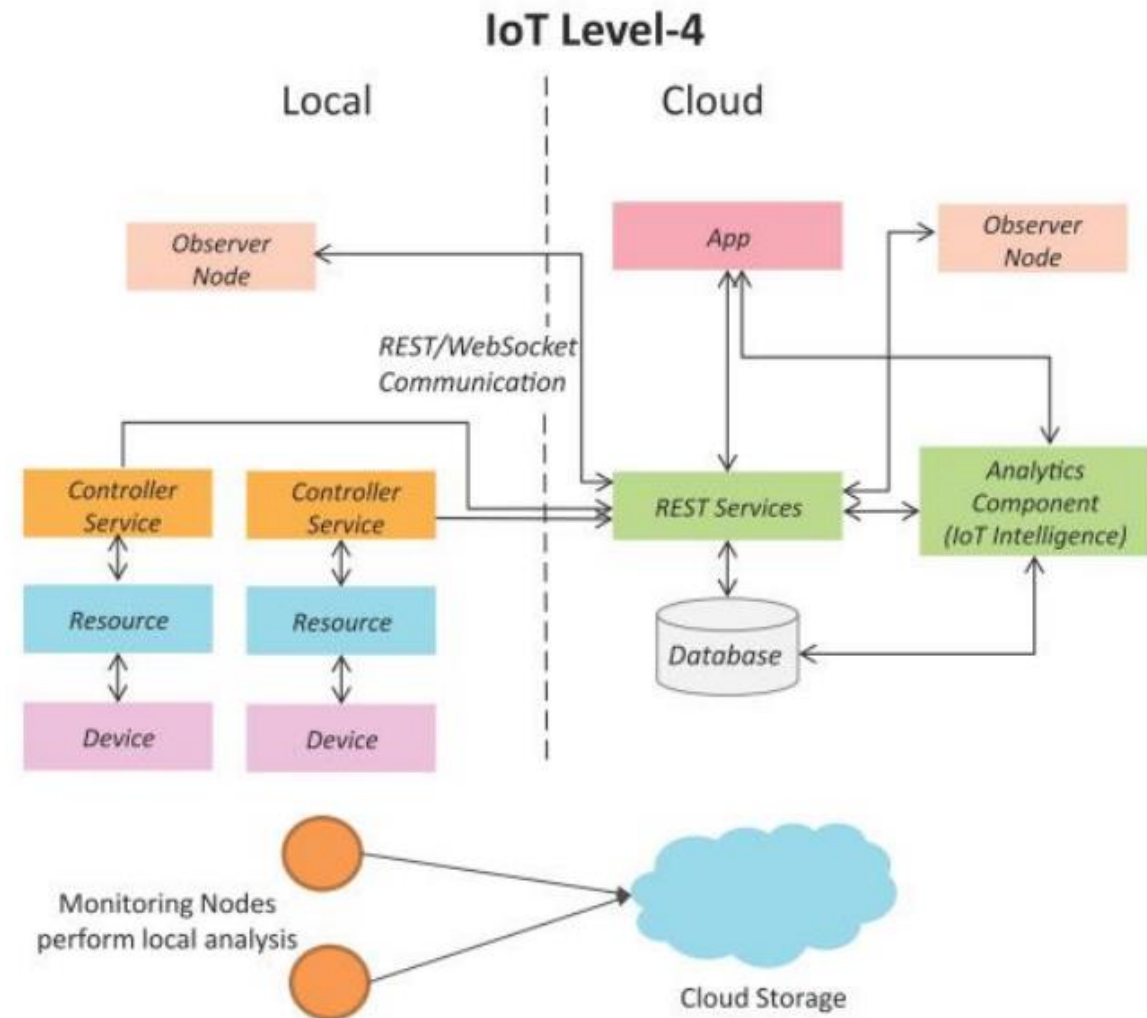 IoT Level-4
Local
Cloud
Observer
Node
App
Observer
Node
REST/WebSocket
Communication
Controller
Service
Controller
Service
REST Services
Analytics
Component
(IoT Intelligence)
Resource
Resource
Database
Device
Device
Monitoring Nodes
perform local analysis
Cloud Storage